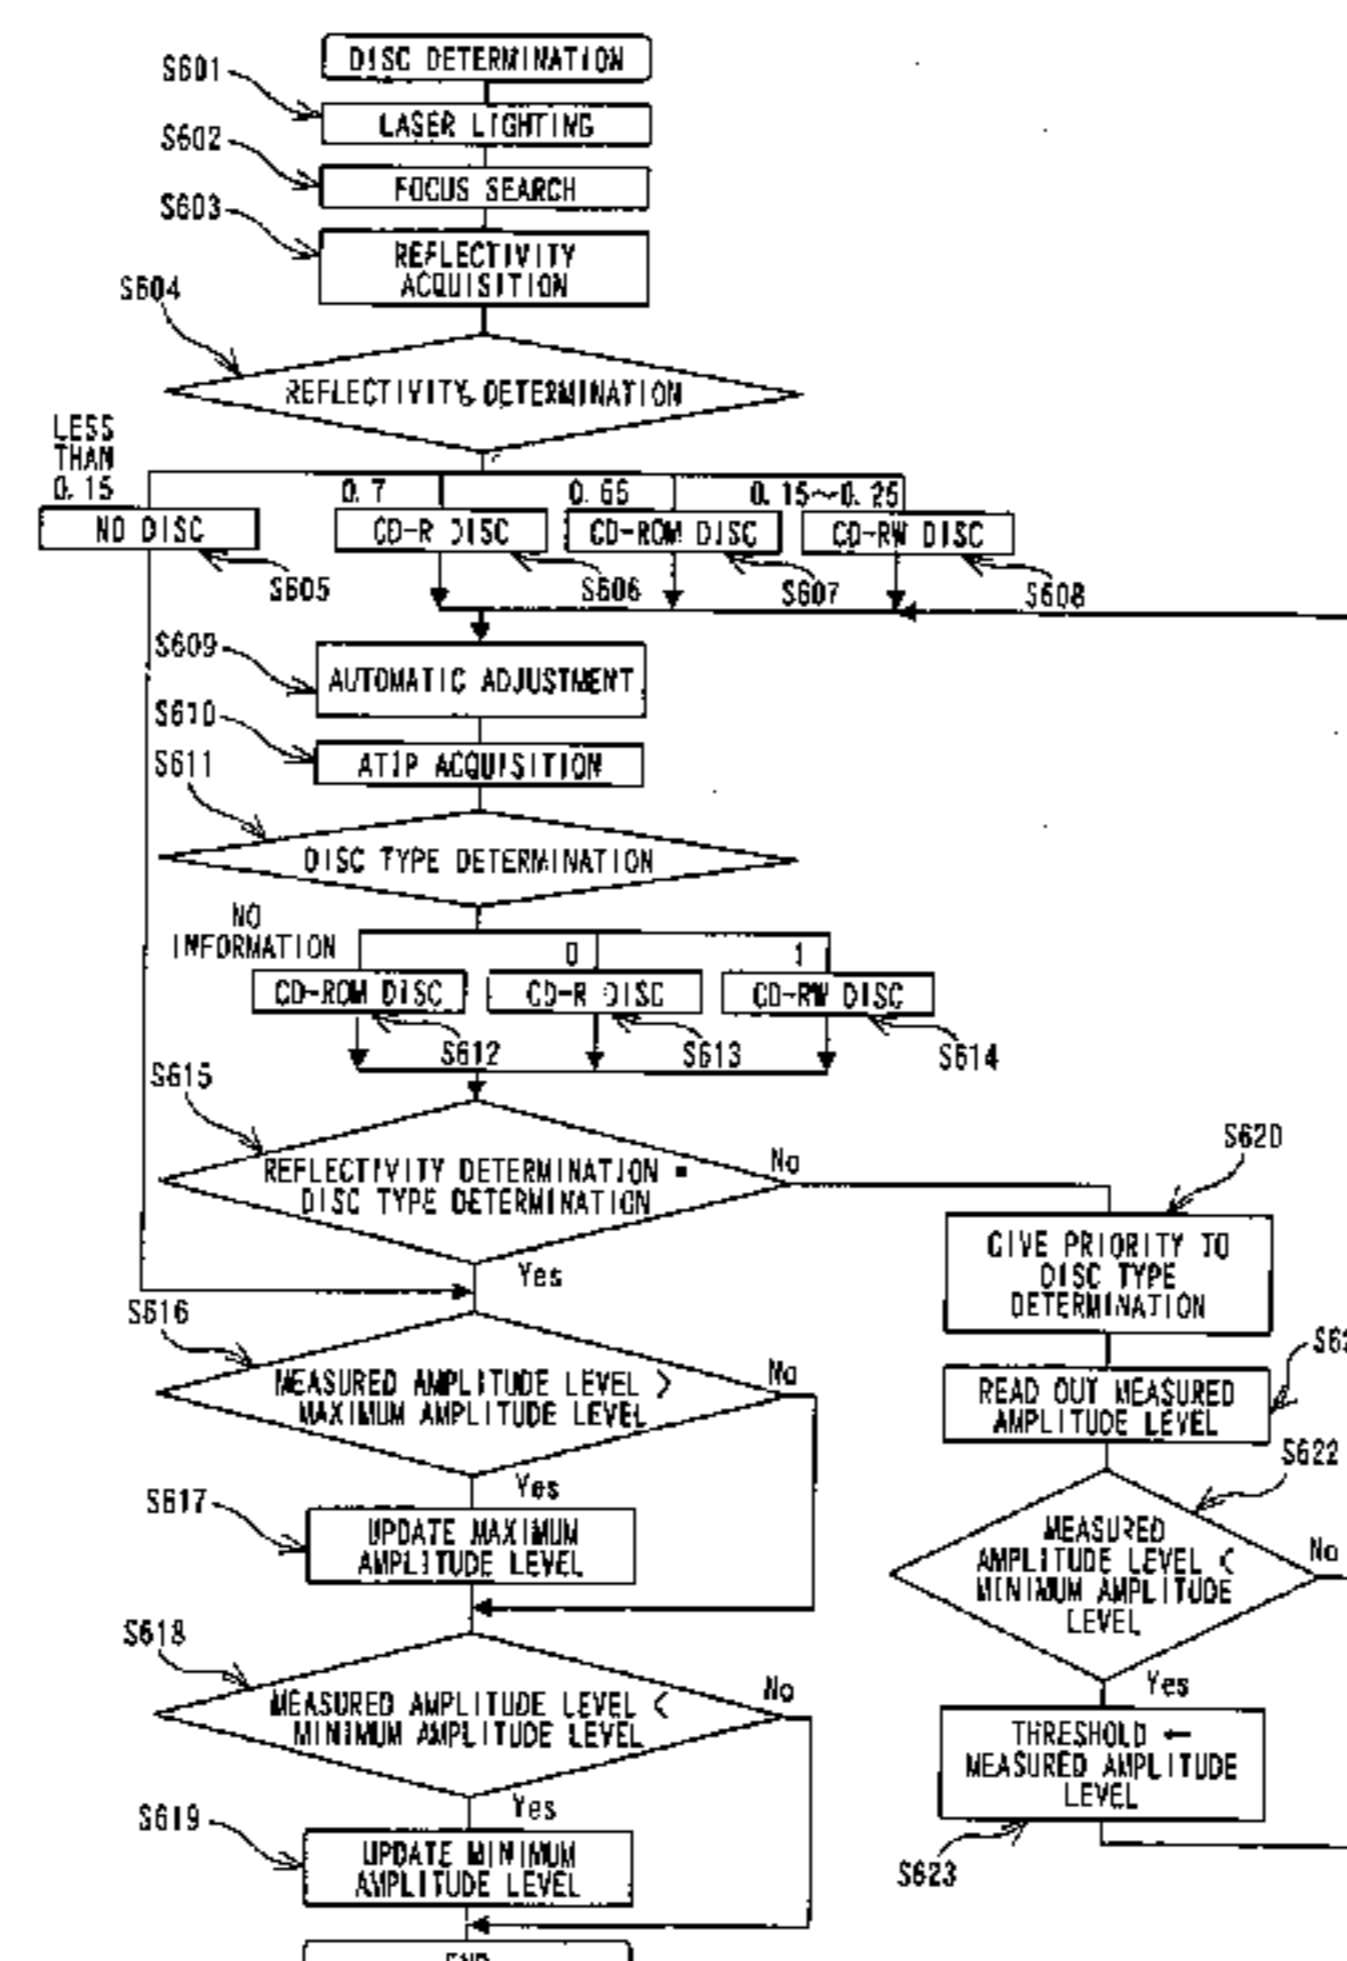 DISC DETERMINATION
S601
LASER LIGHTING
S602
FOCUS SEARCH
S603
REFLECTIVITY
ACQUISITION
S604
REFLECTIVITY DETERMINATION
LESS
THAN
0.15
0.7
0.65
0.15~0.25
NO DISC
CD-R DISC
CD-ROM DISC
CD-RW DISC
S605
S606
S607
S608
S609
AUTOMATIC ADJUSTMENT
S610
ATIP ACQUISITION
S611
DISC TYPE DETERMINATION
NO
INFORMATION
0
1
CD-ROM DISC
CD-R DISC
CD-RW DISC
S612
S613
S614
S615
REFLECTIVITY DETERMINATION =
DISC TYPE DETERMINATION
No
Yes
S620
GIVE PRIORITY TO
DISC TYPE
DETERMINATION
S616
MEASURED AMPLITUDE LEVEL >
MAXIMUM AMPLITUDE LEVEL
No
Yes
READ OUT MEASURED
AMPLITUDE LEVEL
S622
MEASURED
AMPLITUDE LEVEL <
MINIMUM AMPLITUDE
LEVEL
No
Yes
S617
UPDATE MAXIMUM
AMPLITUDE LEVEL
S618
MEASURED AMPLITUDE LEVEL <
MINIMUM AMPLITUDE LEVEL
No
Yes
THRESHOLD ←
MEASURED AMPLITUDE
LEVEL
S623
S619
UPDATE MINIMUM
AMPLITUDE LEVEL
END